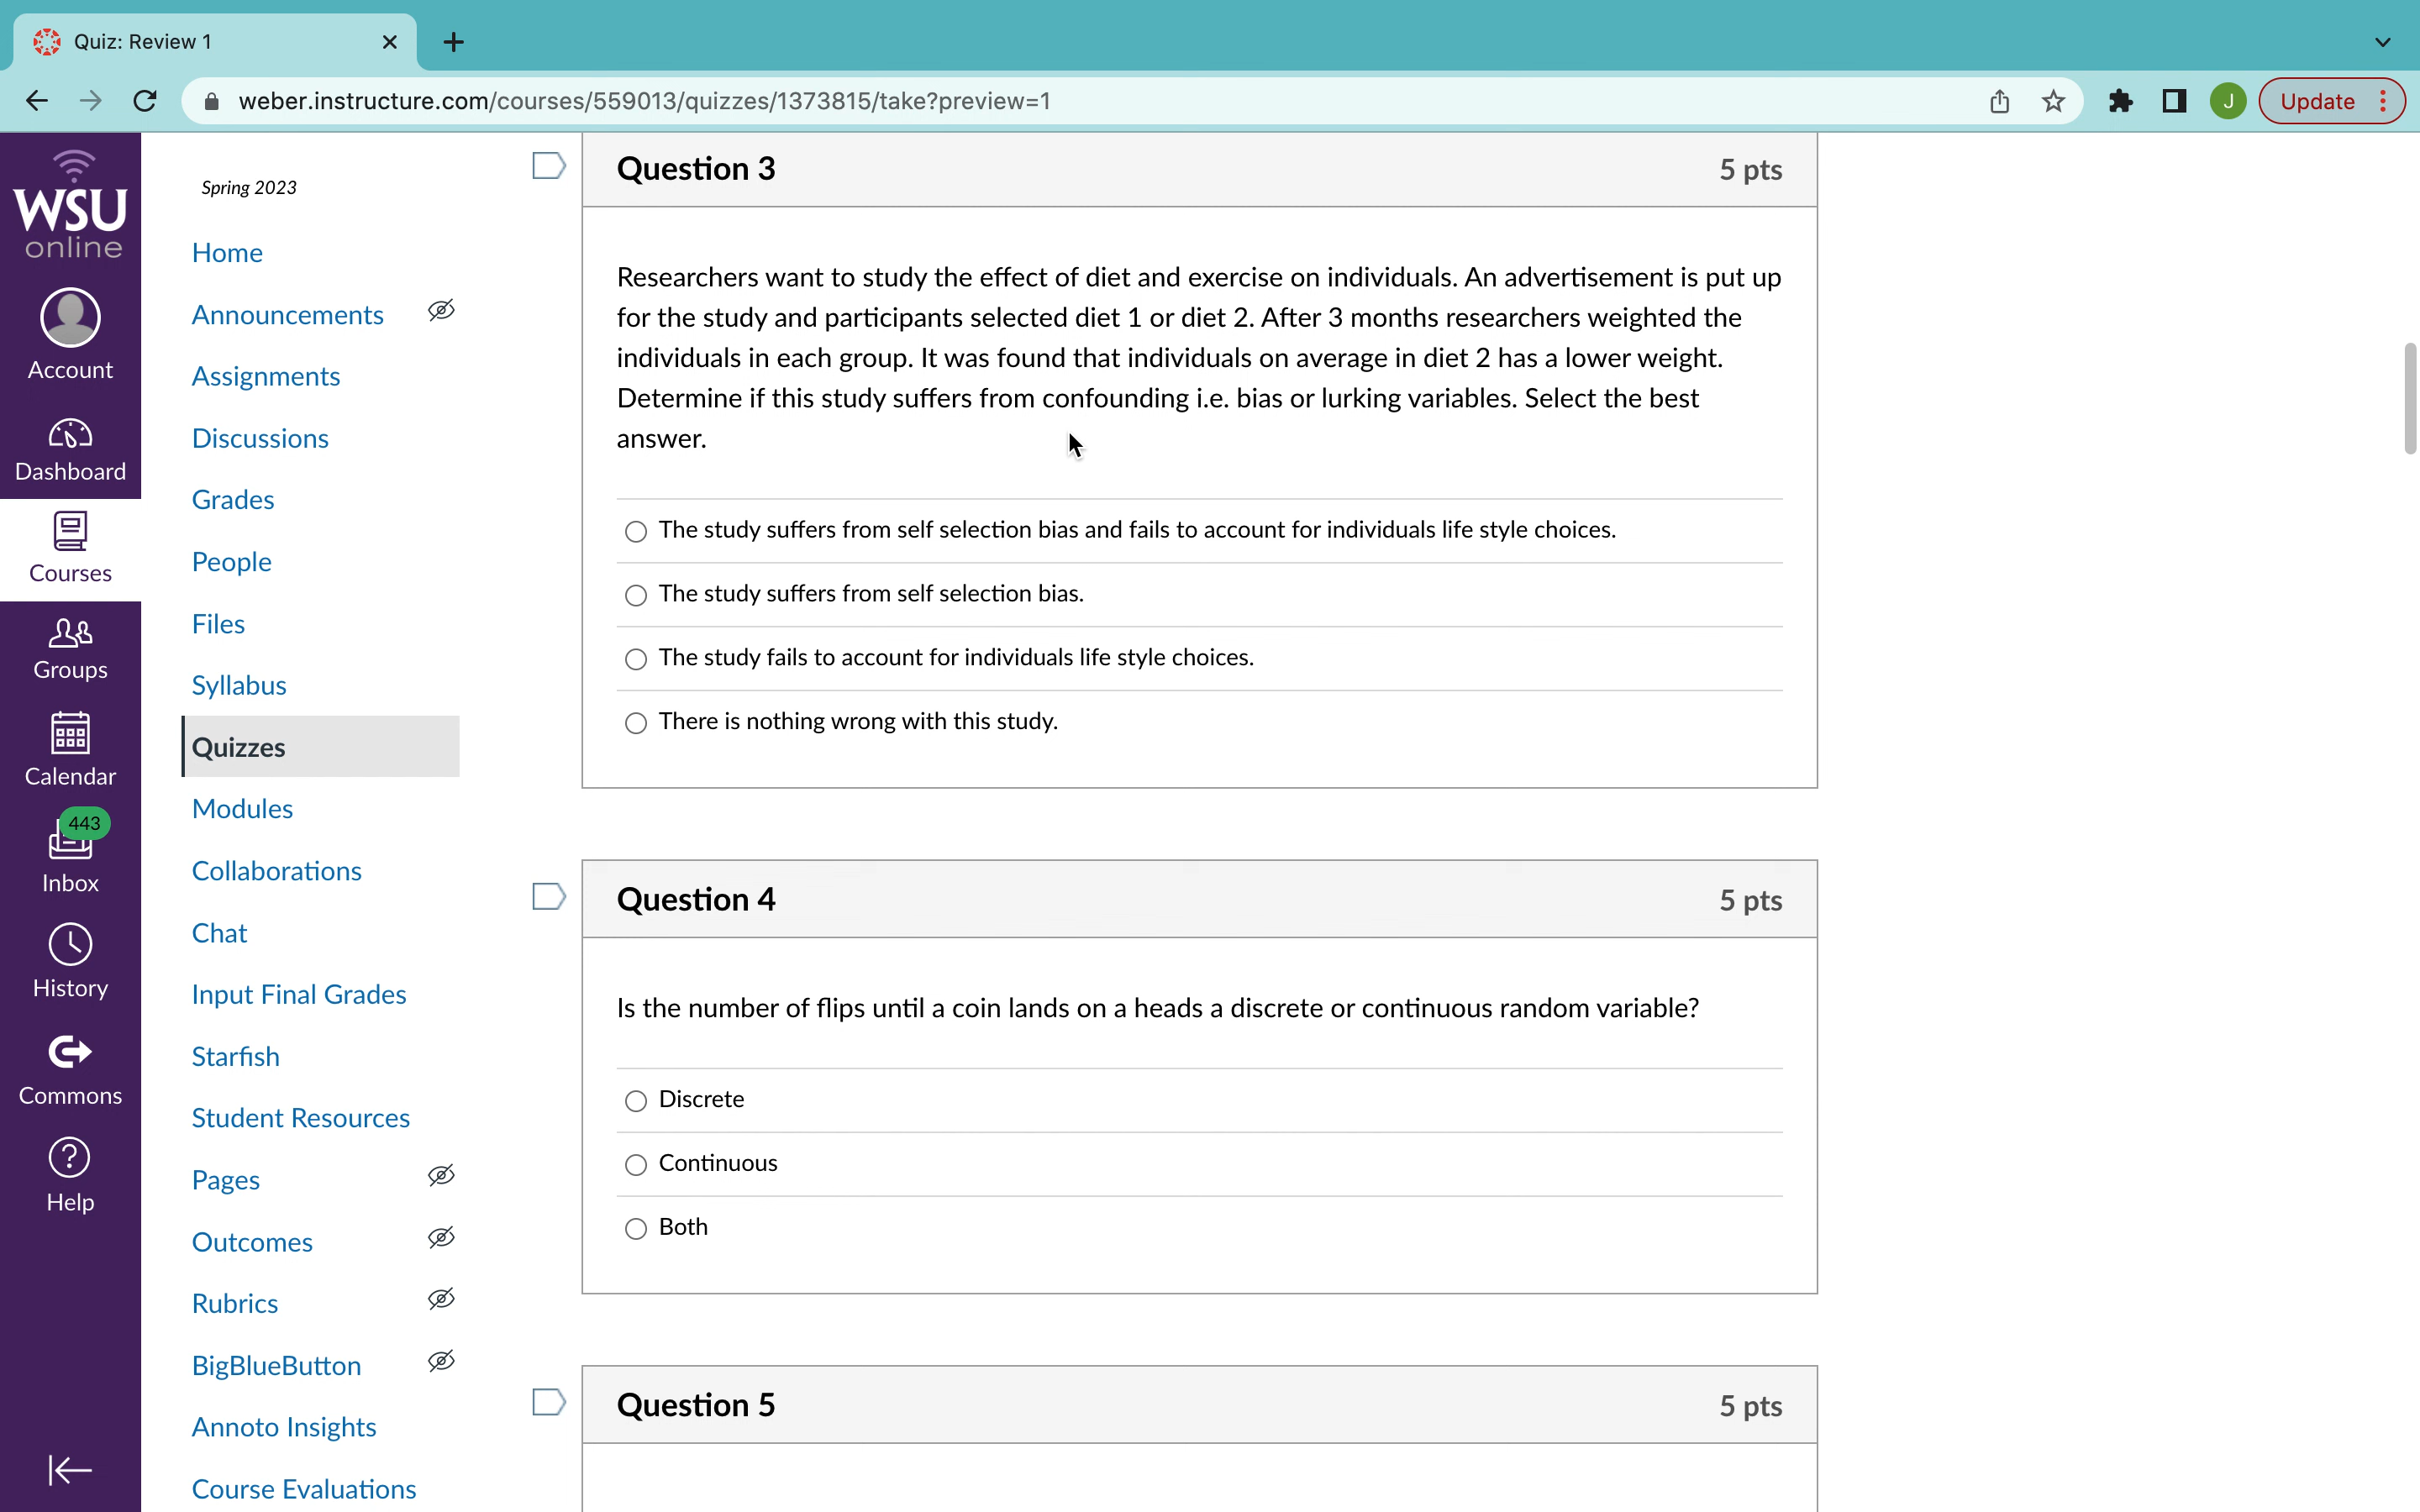 Quiz: Review 1
weber.instructure.com/courses/559013/quizzes/1373815/take?preview=1
J
Update
WSU
online
Account
Dashboard
Courses
Groups
Calendar
443
Inbox
History
Commons
Help
Spring 2023
Home
Announcements
Assignments
Discussions
Grades
People
Files
Syllabus
Quizzes
Modules
Collaborations
Chat
Input Final Grades
Starfish
Student Resources
Pages
Outcomes
Rubrics
BigBlueButton
Annoto Insights
Course Evaluations
Question 3
5 pts
Researchers want to study the effect of diet and exercise on individuals. An advertisement is put up
for the study and participants selected diet 1 or diet 2. After 3 months researchers weighted the
individuals in each group. It was found that individuals on average in diet 2 has a lower weight.
Determine if this study suffers from confounding i.e. bias or lurking variables. Select the best
answer.
The study suffers from self selection bias and fails to account for individuals life style choices.
The study suffers from self selection bias.
The study fails to account for individuals life style choices.
There is nothing wrong with this study.
Question 4
5 pts
Is the number of flips until a coin lands on a heads a discrete or continuous random variable?
Discrete
Continuous
Both
Question 5
5 pts